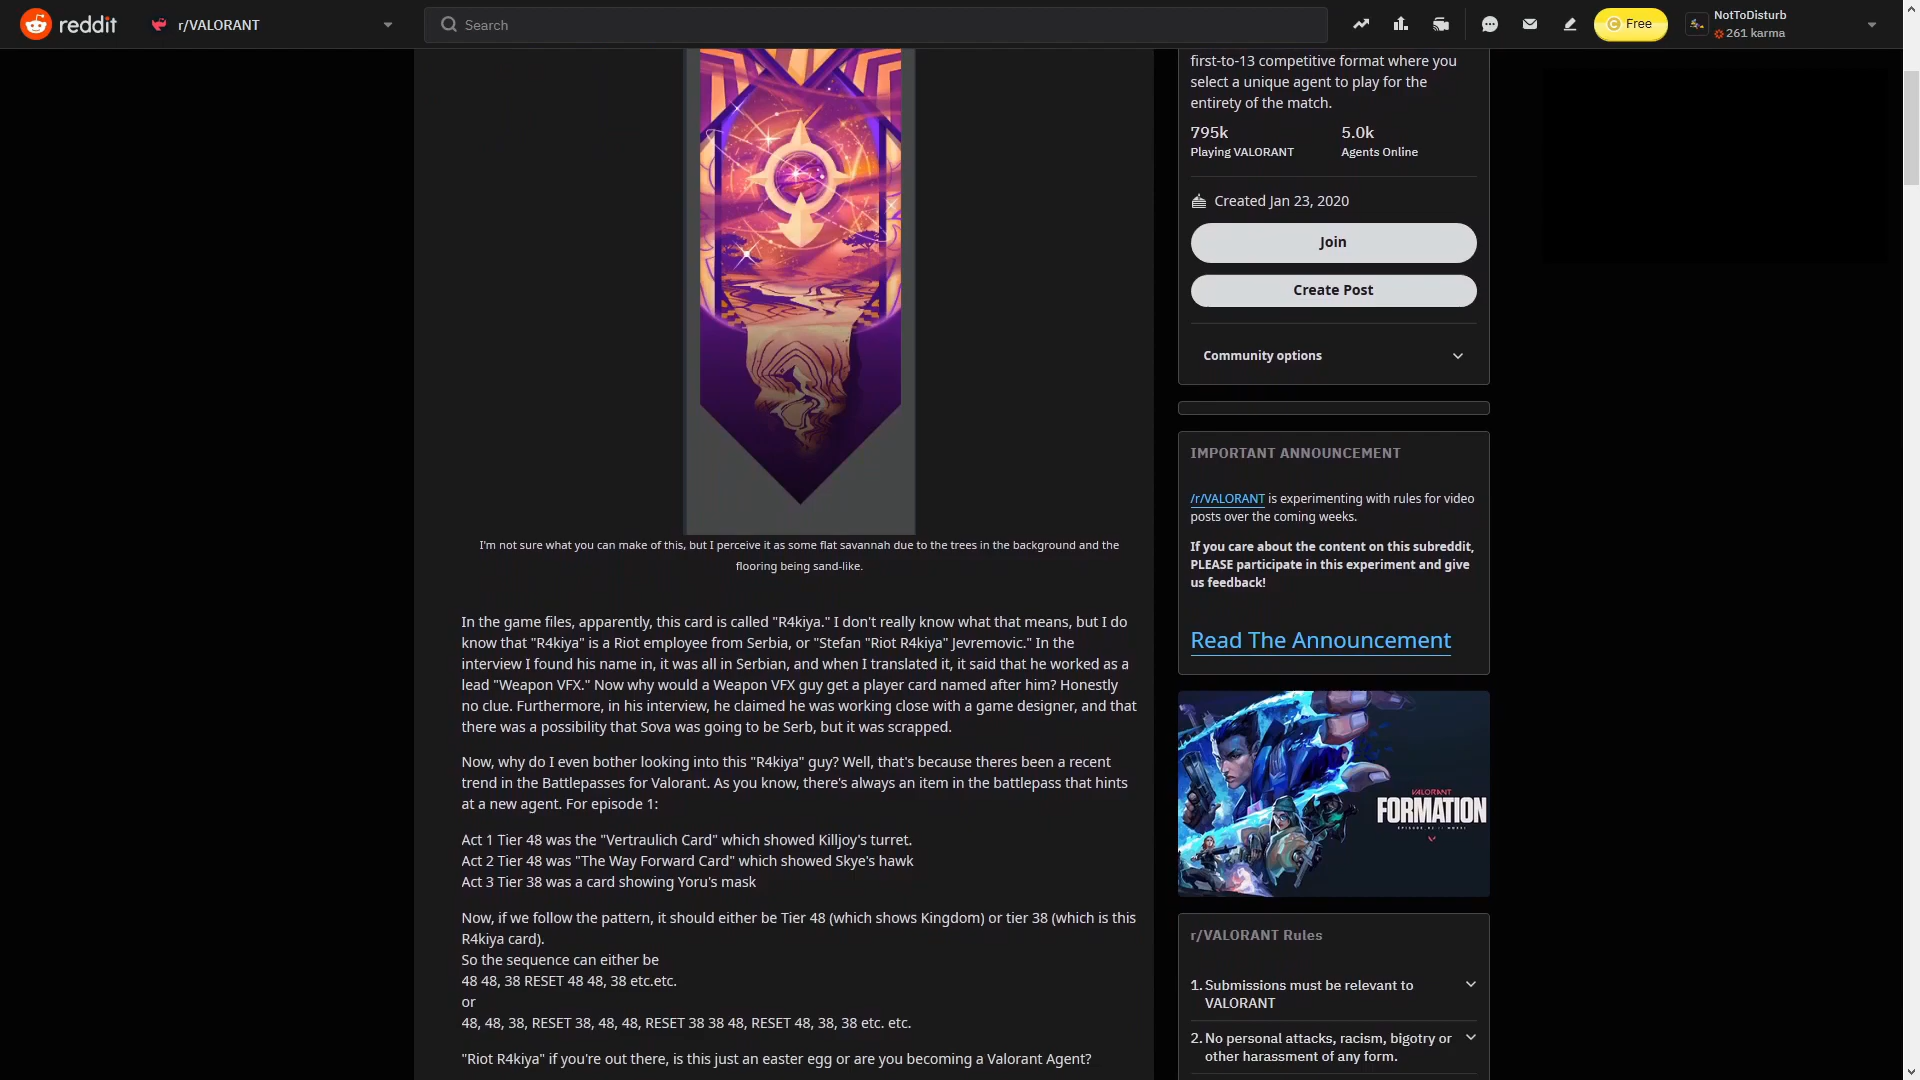 reddit
r/VALORANT
Search
Free
NotToDisturb
261 karma
I'm not sure what you can make of this, but I perceive it as some flat savannah due to the trees in the background and the
flooring being sand-like.
In the game files, apparently, this card is called "R4kiya." I don't really know what that means, but I do
know that "R4kiya" is a Riot employee from Serbia, or "Stefan "Riot R4kiya" Jevremovic." In the
interview I found his name in, it was all in Serbian, and when I translated it, it said that he worked as a
lead "Weapon VFX." Now why would a Weapon VFX guy get a player card named after him? Honestly
no clue. Furthermore, in his interview, he claimed he was working close with a game designer, and that
there was a possibility that Sova was going to be Serb, but it was scrapped.
Now, why do I even bother looking into this "R4kiya" guy? Well, that's because theres been a recent
trend in the Battlepasses for Valorant. As you know, there's always an item in the battlepass that hints
at a new agent. For episode 1:
Act 1 Tier 48 was the "Vertraulich Card" which showed Killjoy's turret.
Act 2 Tier 48 was "The Way Forward Card" which showed Skye's hawk
Act 3 Tier 38 was a card showing Yoru's mask
Now, if we follow the pattern, it should either be Tier 48 (which shows Kingdom) or tier 38 (which is this
R4kiya card).
So the sequence can either be
48 48, 38 RESET 48 48, 38 etc.etc.
or
48, 48, 38, RESET 38, 48, 48, RESET 38 38 48, RESET 48, 38, 38 etc. etc.
"Riot R4kiya" if you're out there, is this just an easter egg or are you becoming a Valorant Agent?
first-to-13 competitive format where you
select a unique agent to play for the
entirety of the match.
795k
5.0k
Playing VALORANT
Agents Online
Created Jan 23, 2020
Join
Create Post
Community options
IMPORTANT ANNOUNCEMENT
/r/VALORANT is experimenting with rules for video
posts over the coming weeks.
If you care about the content on this subreddit,
PLEASE participate in this experiment and give
us feedback!
Read The Announcement
VALORANT
FORMATION
r/VALORANT Rules
1. Submissions must be relevant to
VALORANT
2. No personal attacks, racism, bigotry or
other harassment of any form.